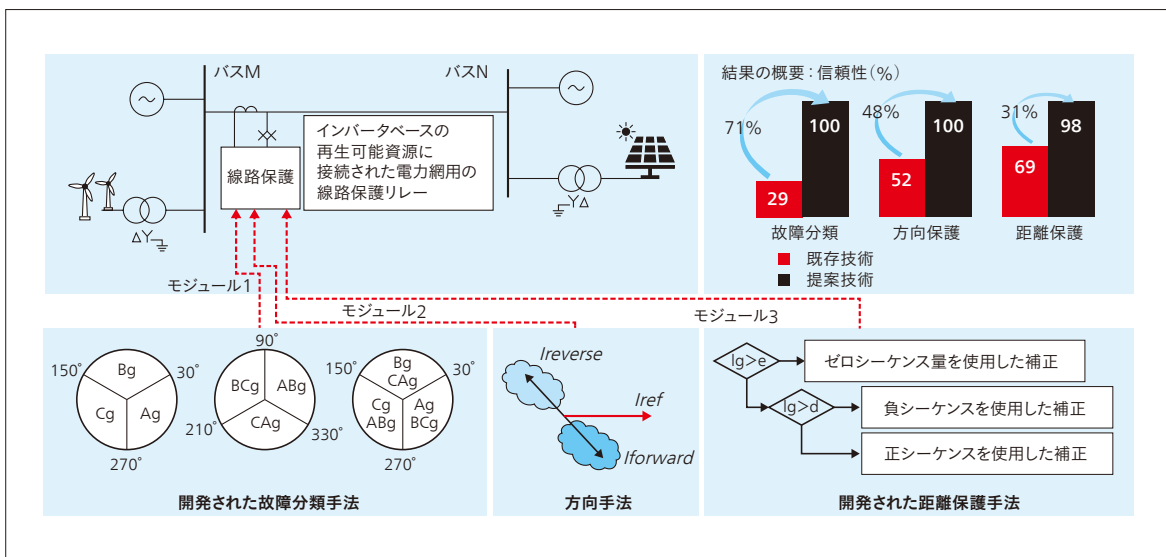 バスM
バスN
線路保護
インバータベースの
再生可能資源に
接続された電力網用の
線路保護リレー
ΔY
YΔ
結果の概要：信頼性（%）
71%
29
100
48%
52
100
31%
69
98
故障分類
方向保護
距離保護
既存技術
提案技術
モジュール1
モジュール2
モジュール3
150°
Bg
30°
Cg
Ag
270°
90°
BCg
ABg
210°
CAg
330°
150°
Bg
CAg
30°
Cg
ABg
Ag
BCg
270°
開発された故障分類手法
Ireverse
Iref
Iforward
方向手法
Ig>e
ゼロシーケンス量を使用した補正
Ig>d
負シーケンスを使用した補正
正シーケンスを使用した補正
開発された距離保護手法